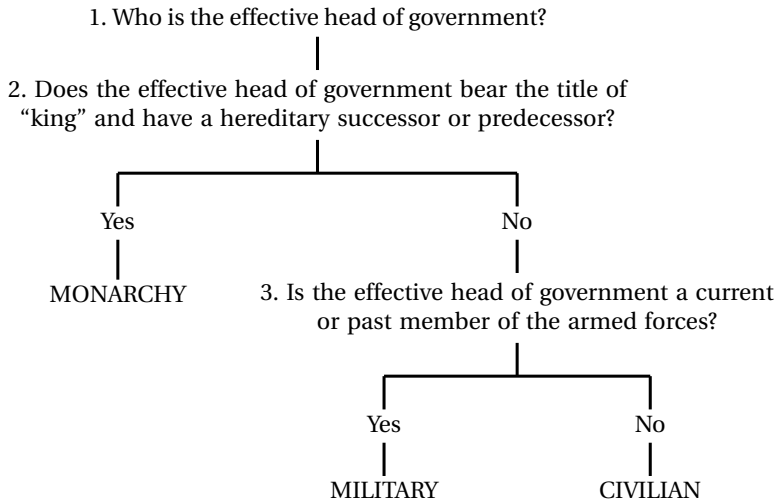 1. Who is the effective head of government?
2. Does the effective head of government bear the title of
“king” and have a hereditary successor or predecessor?
Yes
No
MONARCHY
3. Is the effective head of government a current
or past member of the armed forces?
Yes
No
MILITARY
CIVILIAN